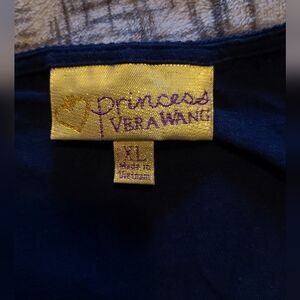 princess
VERA WANG
XL
Made in
Vietnam